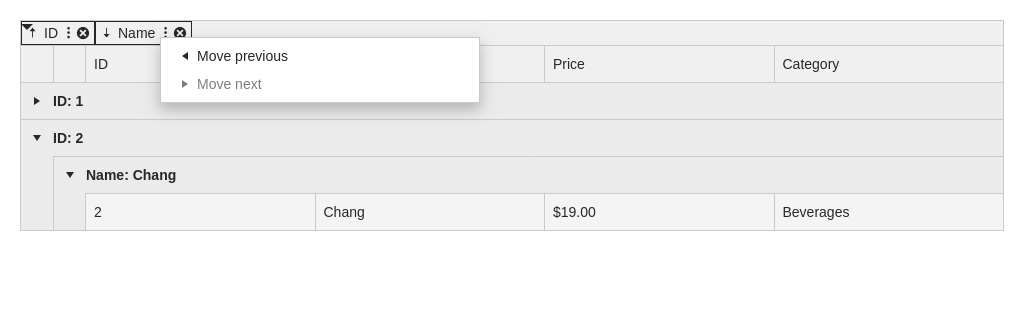 ID Name
Move previous
Move next
ID Price Category
ID: 1
ID: 2
Name: Chang
2 Chang $19.00 Beverages